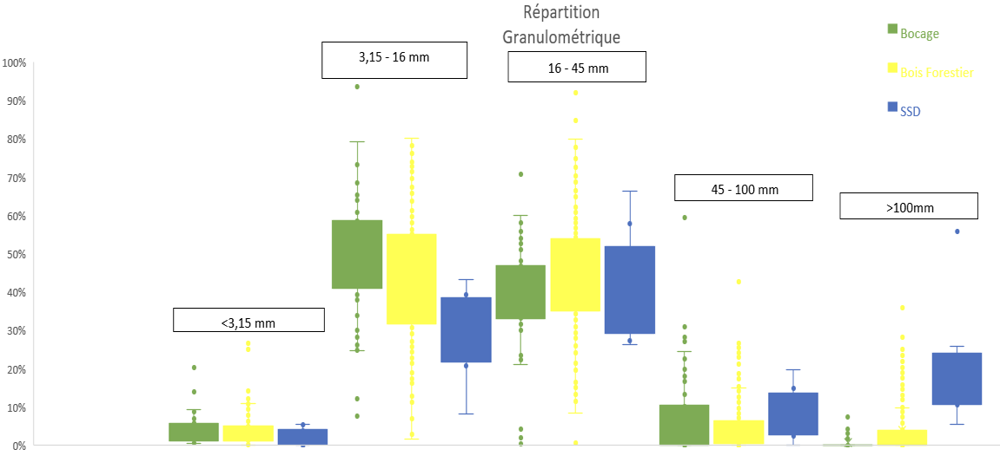 Répartition
Granulométrique
Bocage
Bois Forestier
SSD
3,15 - 16 mm
16 - 45 mm
45 - 100 mm
>100mm
<3,15 mm
100%
90%
80%
70%
60%
50%
40%
30%
20%
10%
0%